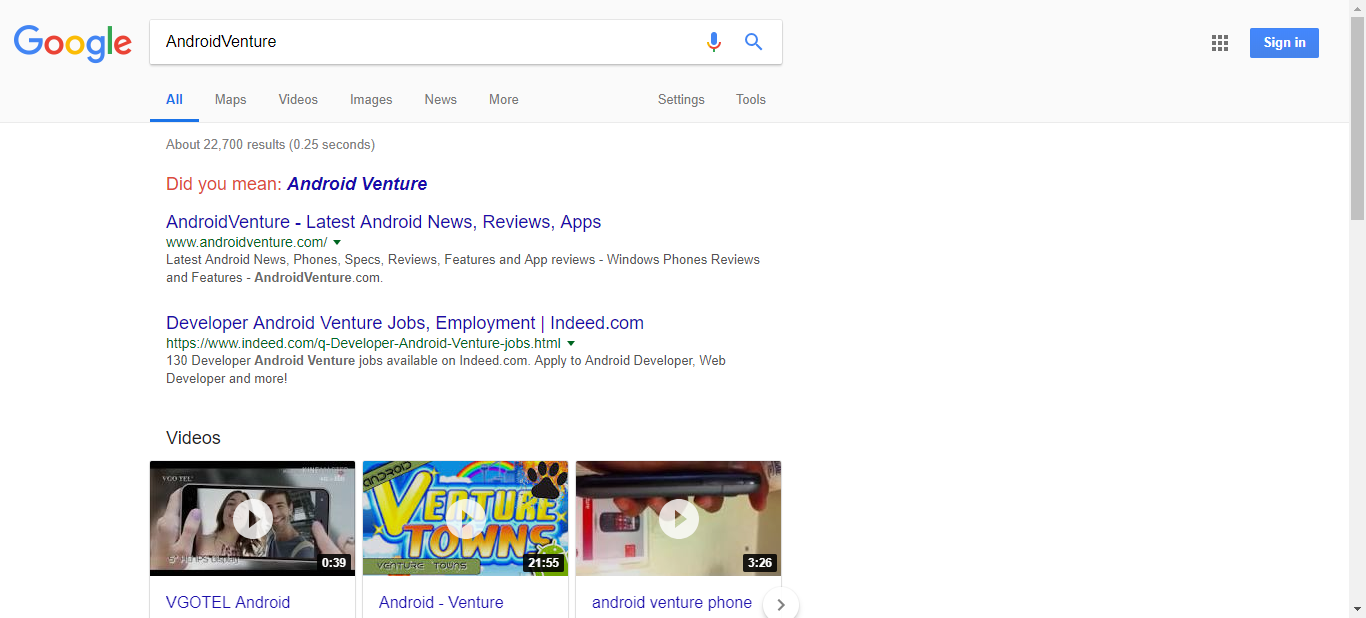 Google
AndroidVenture
Sign in
All Maps Videos Images News More Settings Tools
About 22,700 results (0.25 seconds)
Did you mean: Android Venture
AndroidVenture - Latest Android News, Reviews, Apps
www.androidventure.com/
Latest Android News, Phones, Specs, Reviews, Features and App reviews - Windows Phones Reviews
and Features - AndroidVenture.com.
Developer Android Venture Jobs, Employment | Indeed.com
https://www.indeed.com/q-Developer-Android-Venture-jobs.html
130 Developer Android Venture jobs available on Indeed.com. Apply to Android Developer, Web
Developer and more!
Videos
VGO TEL
KINEMASTER
0:39
ANDROID
VENTURE
TOWNS
VENTURE TOWNS
21:55
3:26
VGOTEL Android
Android - Venture
android venture phone